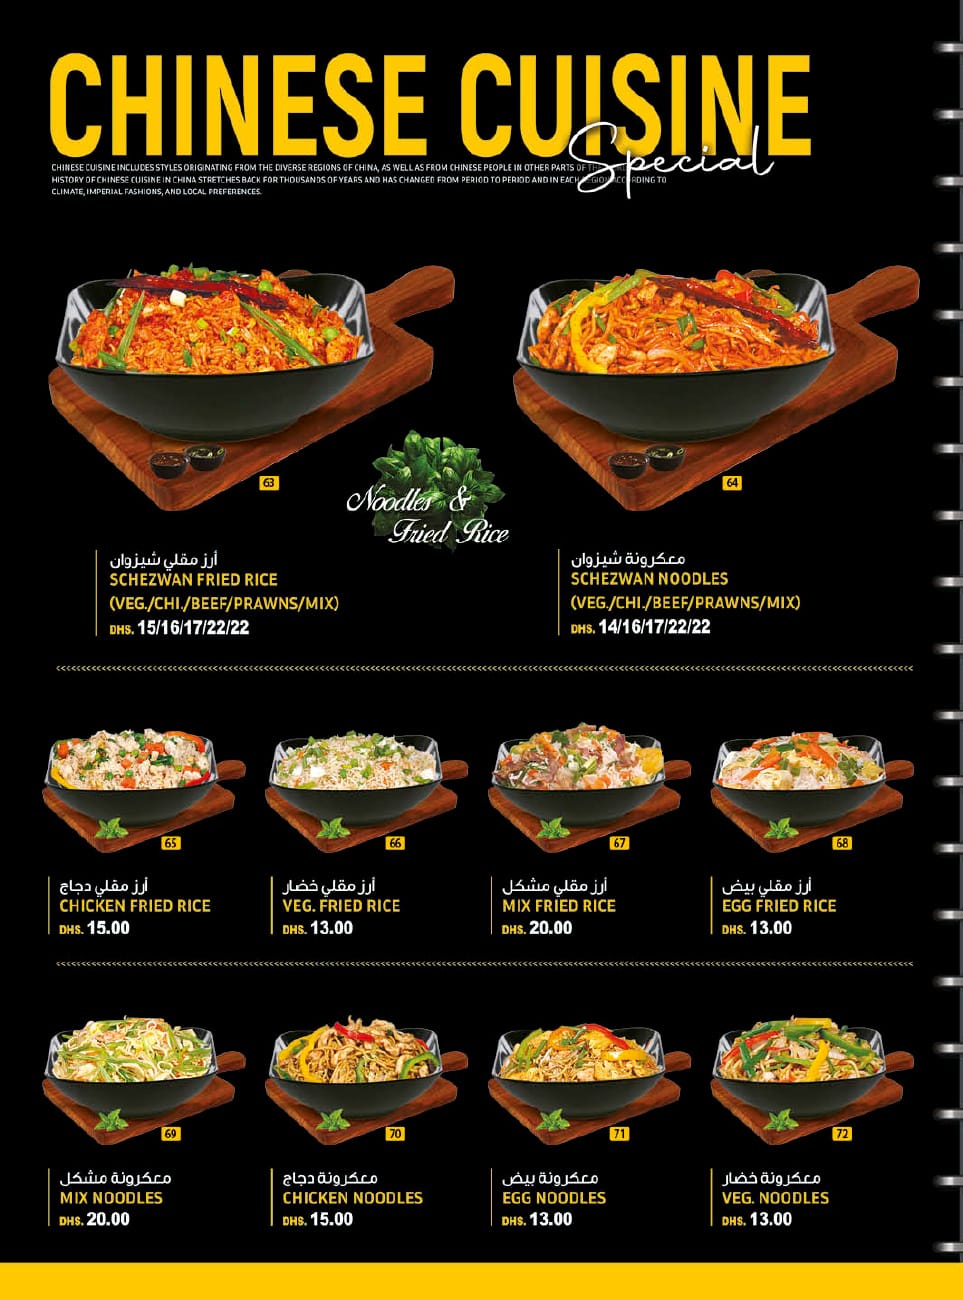 CHINESE CUISINE
Special
CHINESE CUISINE INCLUDES STYLES ORIGINATING FROM THE DIVERSE REGIONS OF CHINA, AS WELL AS FROM CHINESE PEOPLE IN OTHER PARTS OF THE
HISTORY OF CHINESE CUISINE IN CHINA STRETCHES BACK FOR THOUSANDS OF YEARS AND HAS CHANGED FROM PERIOD TO PERIOD AND IN EACH REGION ACCORDING TO
CLIMATE, IMPERIAL FASHIONS, AND LOCAL PREFERENCES.
63
64
Noodles &
Fried Rice
أرز مقلي شيزوان
SCHEZWAN FRIED RICE
(VEG./CHI./BEEF/PRAWNS/MIX)
DHS. 15/16/17/22/22
معكرونة شيزوان
SCHEZWAN NOODLES
(VEG./CHI./BEEF/PRAWNS/MIX)
DHS. 14/16/17/22/22
65
66
67
68
أرز مقلي دجاج
CHICKEN FRIED RICE
DHS. 15.00
أرز مقلي خضار
VEG. FRIED RICE
DHS. 13.00
أرز مقلي مشكل
MIX FRIED RICE
DHS. 20.00
أرز مقلي بيض
EGG FRIED RICE
DHS. 13.00
69
70
71
72
معكرونة مشكل
MIX NOODLES
DHS. 20.00
معكرونة دجاج
CHICKEN NOODLES
DHS. 15.00
معكرونة بيض
EGG NOODLES
DHS. 13.00
معكرونة خضار
VEG. NOODLES
DHS. 13.00